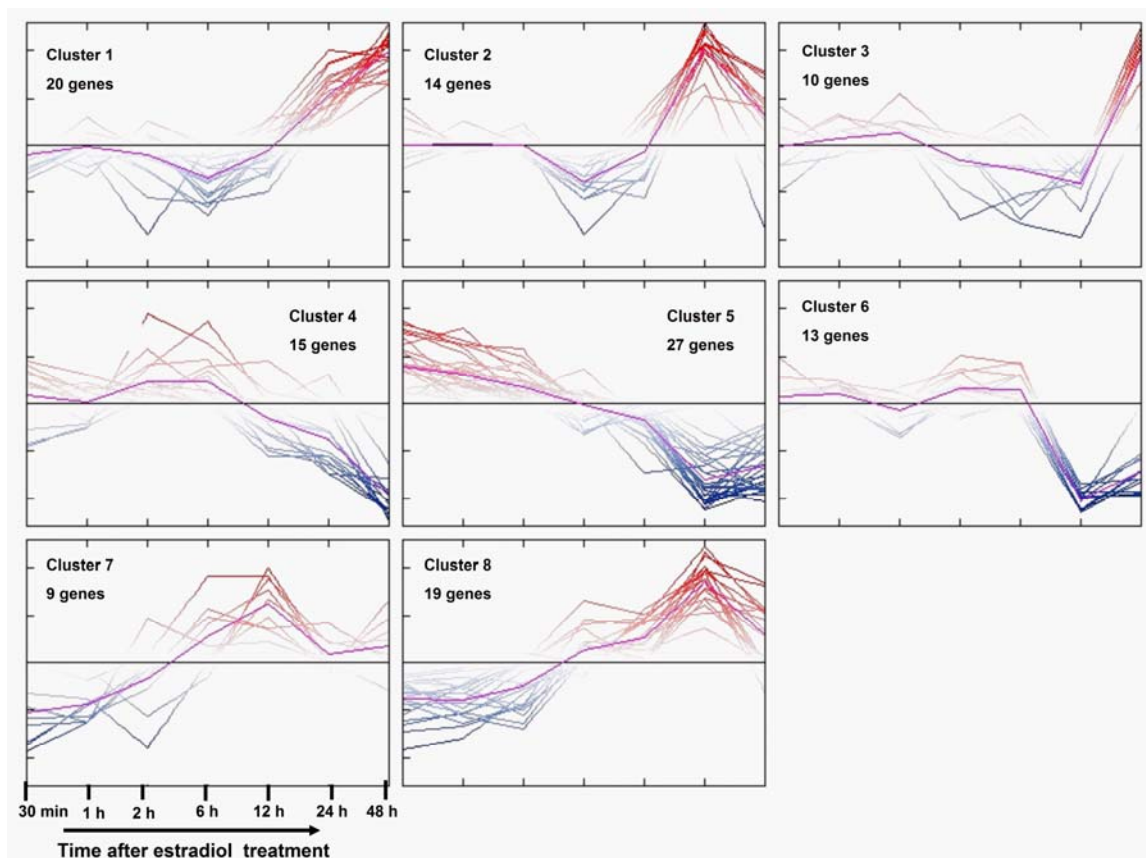 Cluster 1
20 genes
Cluster 2
14 genes
Cluster 3
10 genes
Cluster 4
15 genes
Cluster 5
27 genes
Cluster 6
13 genes
Cluster 7
9 genes
Cluster 8
19 genes
30 min 1 h 2 h 6 h 12 h 24 h 48 h
Time after estradiol treatment